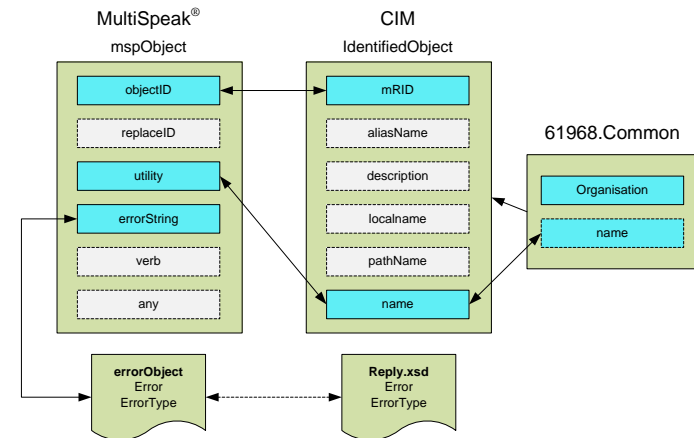 MultiSpeak®
mspObject
objectID
replaceID
utility
errorString
verb
any
CIM
IdentifiedObject
mRID
aliasName
description
localname
pathName
name
61968.Common
Organisation
name
errorObject
Error
ErrorType
Reply.xsd
Error
ErrorType